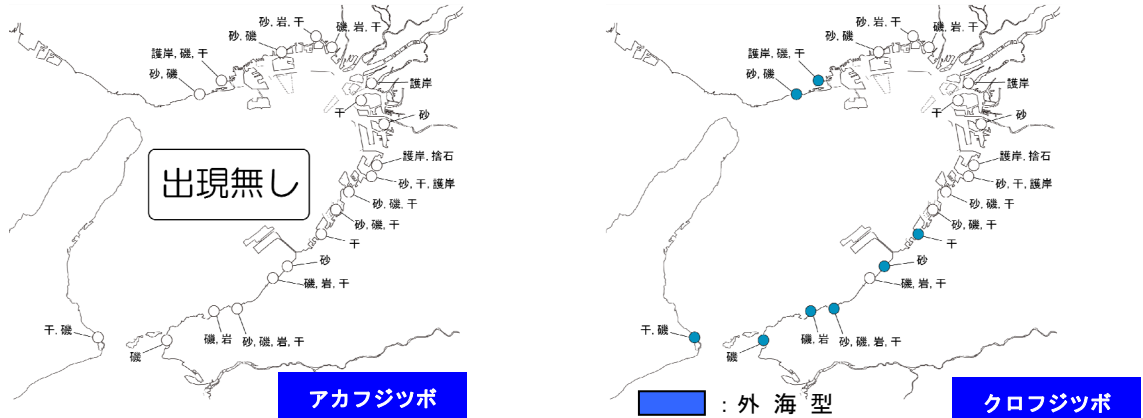 砂, 岩, 干
砂, 磯
磯, 岩, 干
護岸, 磯, 干
砂, 磯
護岸
干
砂
護岸, 捨石
砂, 干, 護岸
砂, 磯, 干
砂, 磯, 干
干
砂
磯, 岩, 干
砂, 磯, 岩, 干
磯, 岩
磯
干, 磯
出現無し
アカフジツボ
砂, 岩, 干
砂, 磯
磯, 岩, 干
護岸, 磯, 干
砂, 磯
護岸
干
砂
護岸, 捨石
砂, 干, 護岸
砂, 磯, 干
砂, 磯, 干
干
砂
磯, 岩, 干
砂, 磯, 岩, 干
磯, 岩
磯
干, 磯
：外 海 型
クロフジツボ